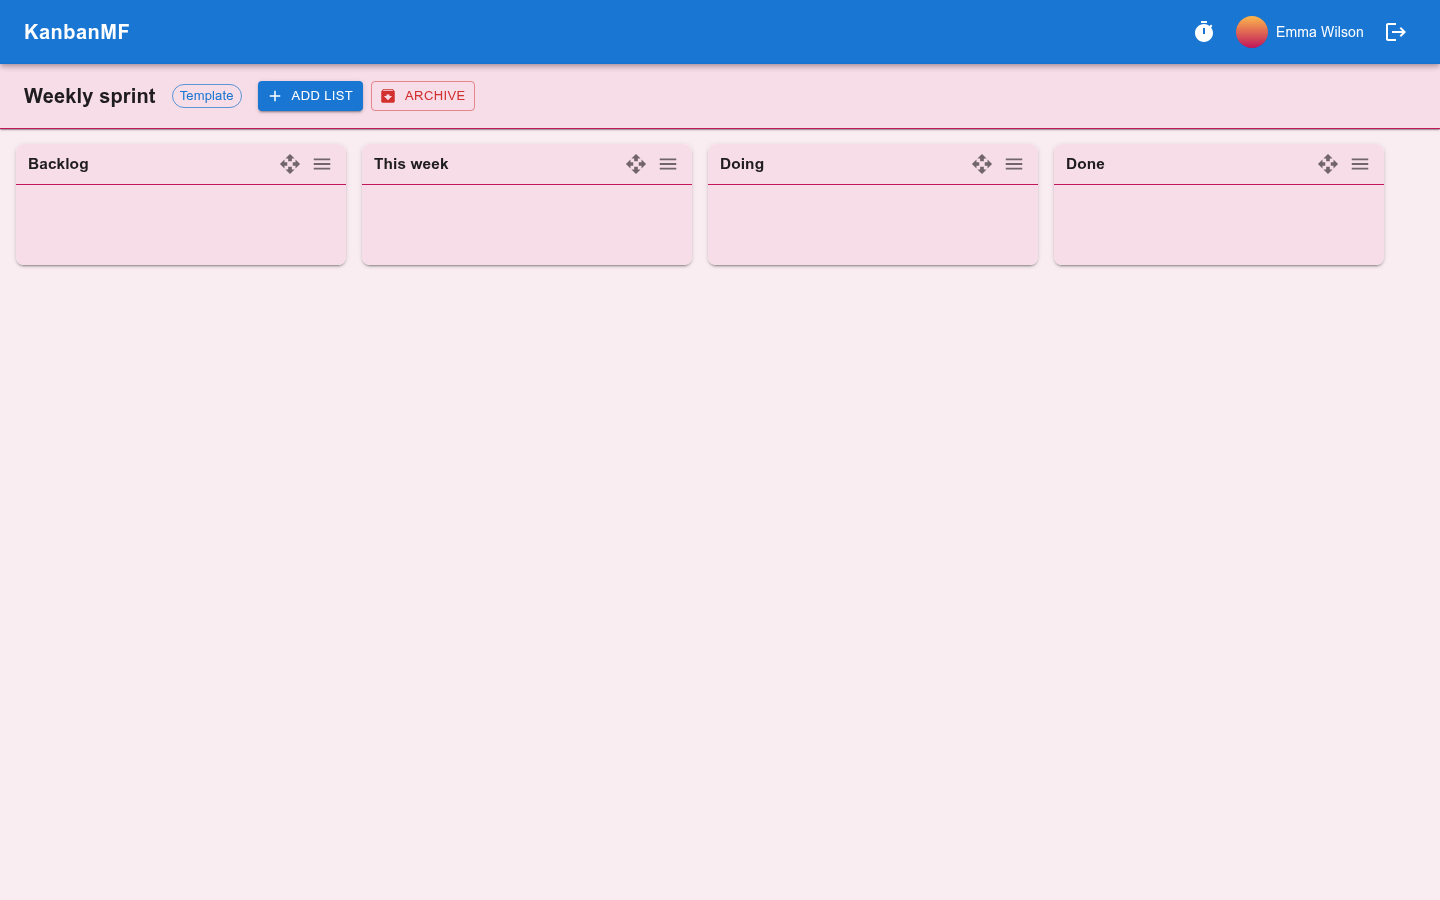 KanbanMF
Emma Wilson
Weekly sprint
Template
ADD LIST
ARCHIVE
Backlog
This week
Doing
Done